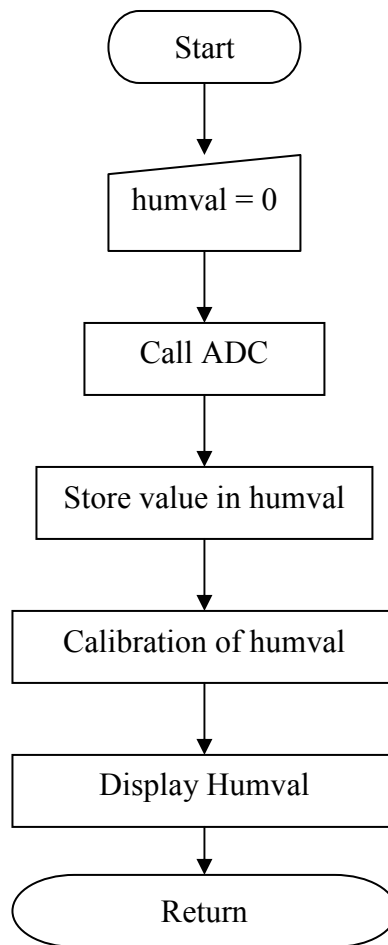 Start
humval = 0
Call ADC
Store value in humval
Calibration of humval
Display Humval
Return